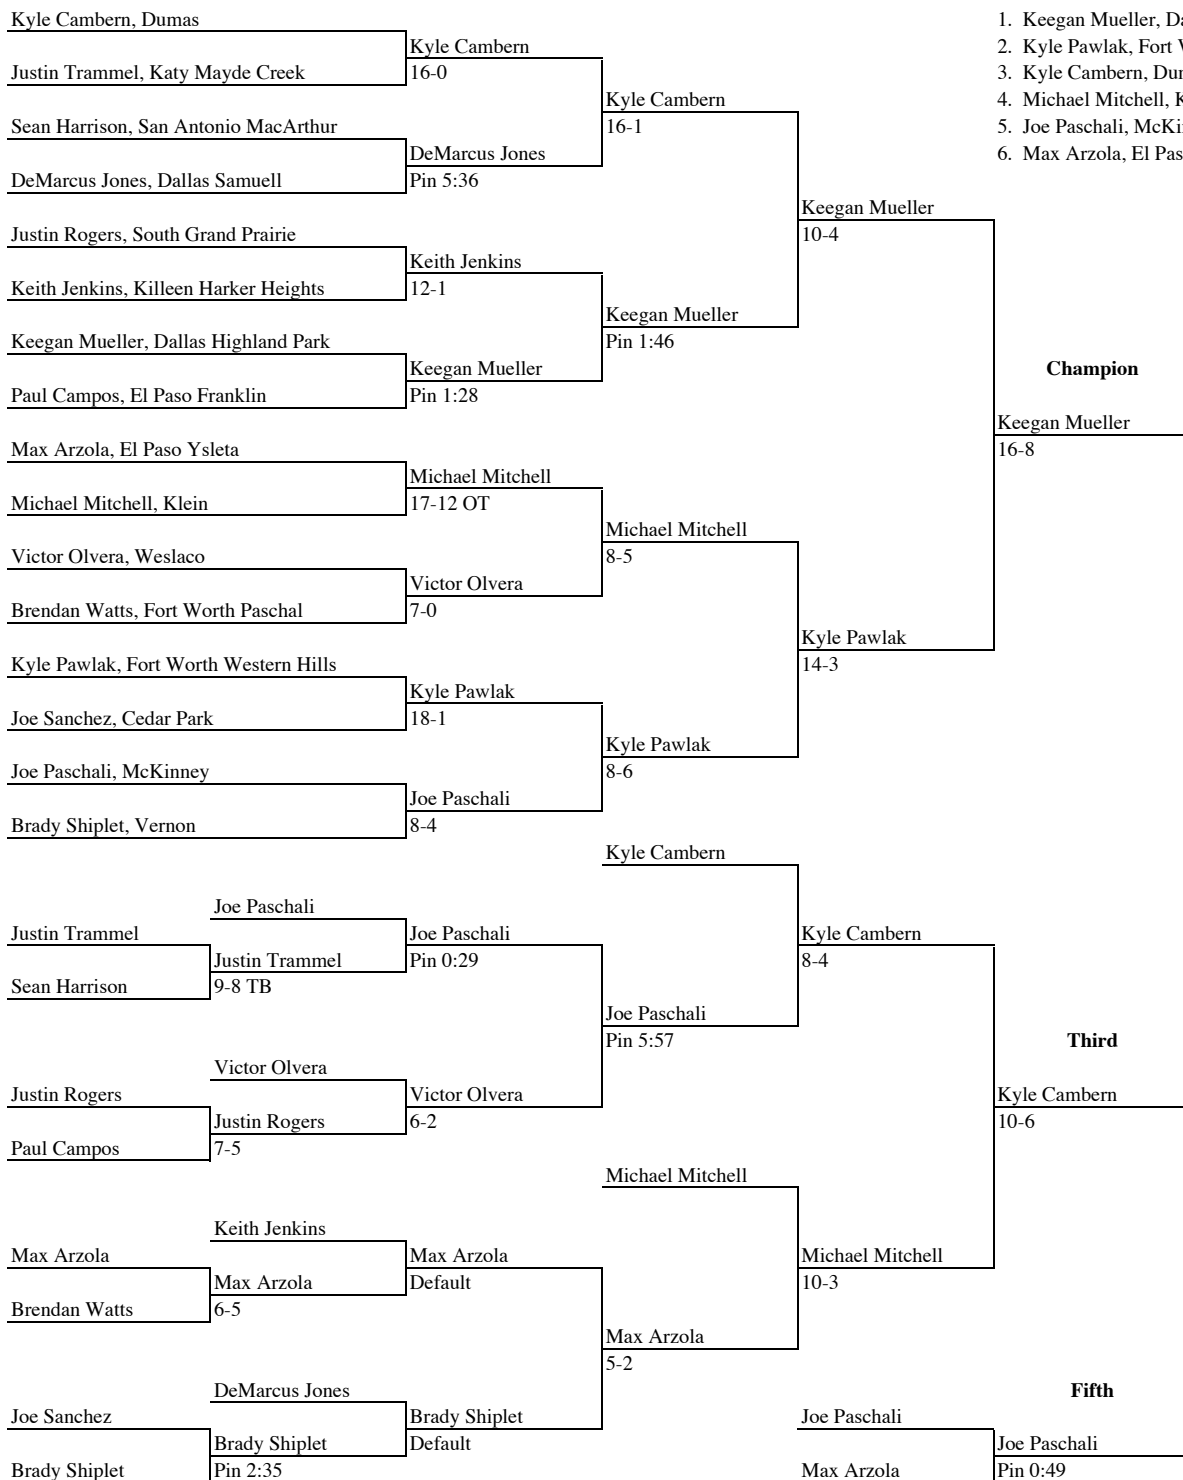 Kyle Cambern, Dumas
1. Keegan Mueller,
Kyle Cambern
2. Kyle Pawlak, Fort
Justin Trammel, Katy Mayde Creek
16-0
3. Kyle Cambern,
Kyle Cambern
4. Michael Mitchell,
Sean Harrison, San Antonio MacArthur
16-1
5. Joe Paschali,
DeMarcus Jones
6. Max Arzola, El
DeMarcus Jones, Dallas Samuell
Pin 5:36
Keegan Mueller
Justin Rogers, South Grand Prairie
10-4
Keith Jenkins
Keith Jenkins, Killeen Harker Heights
12-1
Keegan Mueller
Keegan Mueller, Dallas Highland Park
Pin 1:46
Keegan Mueller
Champion
Paul Campos, El Paso Franklin
Pin 1:28
Keegan Mueller
Max Arzola, El Paso Ysleta
16-8
Michael Mitchell
Michael Mitchell, Klein
17-12 OT
Michael Mitchell
Victor Olvera, Weslaco
8-5
Victor Olvera
Brendan Watts, Fort Worth Paschal
7-0
Kyle Pawlak
Kyle Pawlak, Fort Worth Western Hills
14-3
Kyle Pawlak
Joe Sanchez, Cedar Park
18-1
Kyle Pawlak
Joe Paschali, McKinney
8-6
Joe Paschali
Brady Shiplet, Vernon
8-4
Kyle Cambern
Joe Paschali
Justin Trammel
Joe Paschali
Kyle Cambern
Justin Trammel
Pin 0:29
8-4
Sean Harrison
9-8 TB
Joe Paschali
Pin 5:57
Third
Victor Olvera
Justin Rogers
Victor Olvera
Kyle Cambern
Justin Rogers
6-2
10-6
Paul Campos
7-5
Michael Mitchell
Keith Jenkins
Max Arzola
Max Arzola
Michael Mitchell
Max Arzola
Default
10-3
Brendan Watts
6-5
Max Arzola
5-2
DeMarcus Jones
Fifth
Joe Sanchez
Brady Shiplet
Joe Paschali
Brady Shiplet
Default
Joe Paschali
Brady Shiplet
Pin 2:35
Max Arzola
Pin 0:49